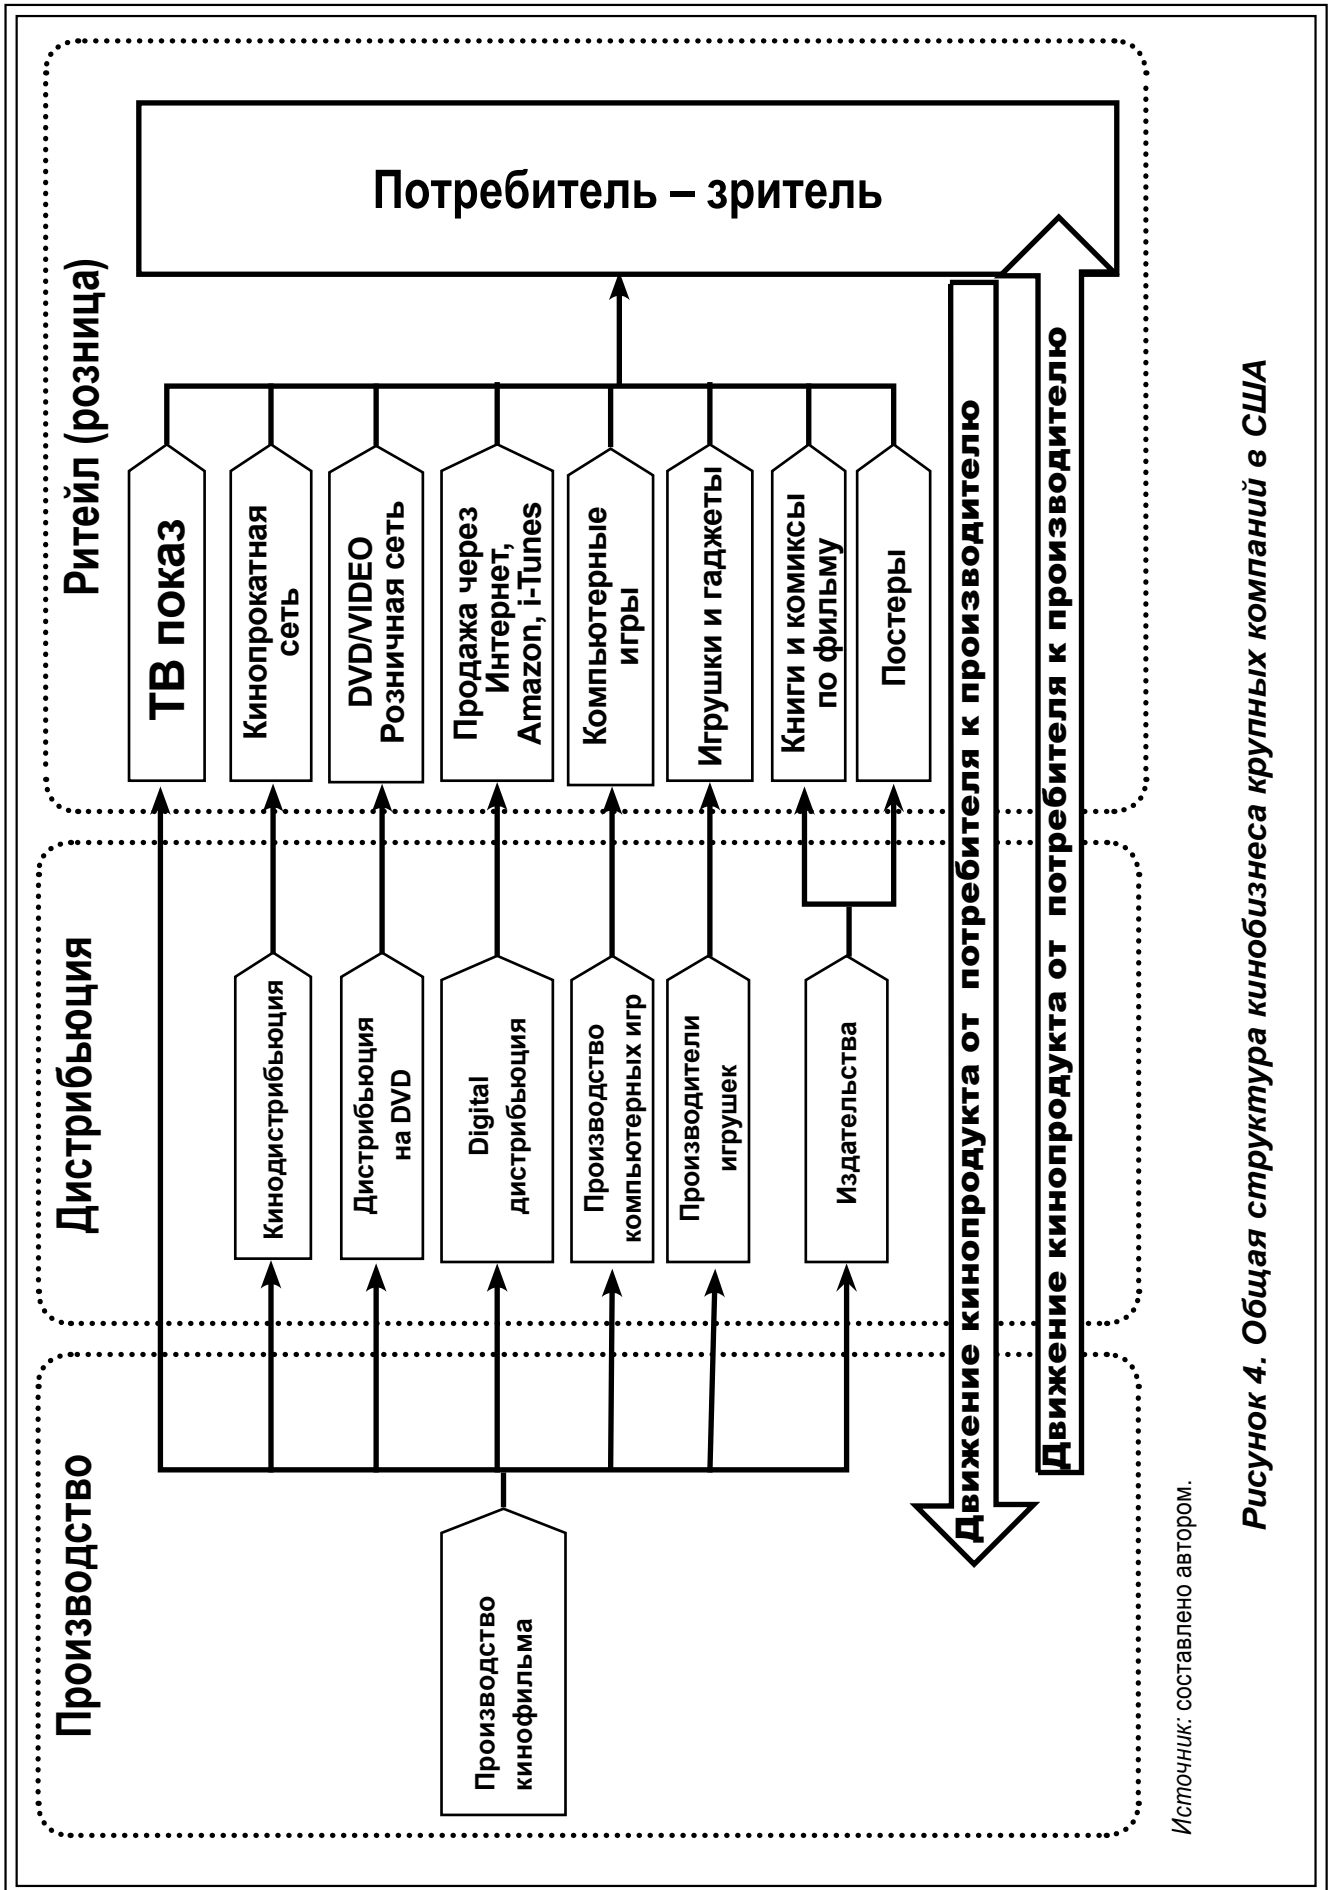 Производство
Дистрибьюция
Ритейл (розница)
Производство
кинофильма
Кинодистрибьюция
Дистрибьюция
на DVD
Digital
дистрибьюция
Производство
компьютерных игр
Производители
игрушек
Издательства
ТВ показ
Кинопрокатная
сеть
DVD/VIDEO
Розничная сеть
Продажа через
Интернет,
Amazon, i-Tunes
Компьютерные
игры
Игрушки и гаджеты
Книги и комиксы
по фильму
Постеры
Потребитель – зритель
Движение кинопродукта от потребителя к производителю
Движение кинопродукта от потребителя к производителю
Источник: составлено автором.
Рисунок 4. Общая структура кинобизнеса крупных компаний в США